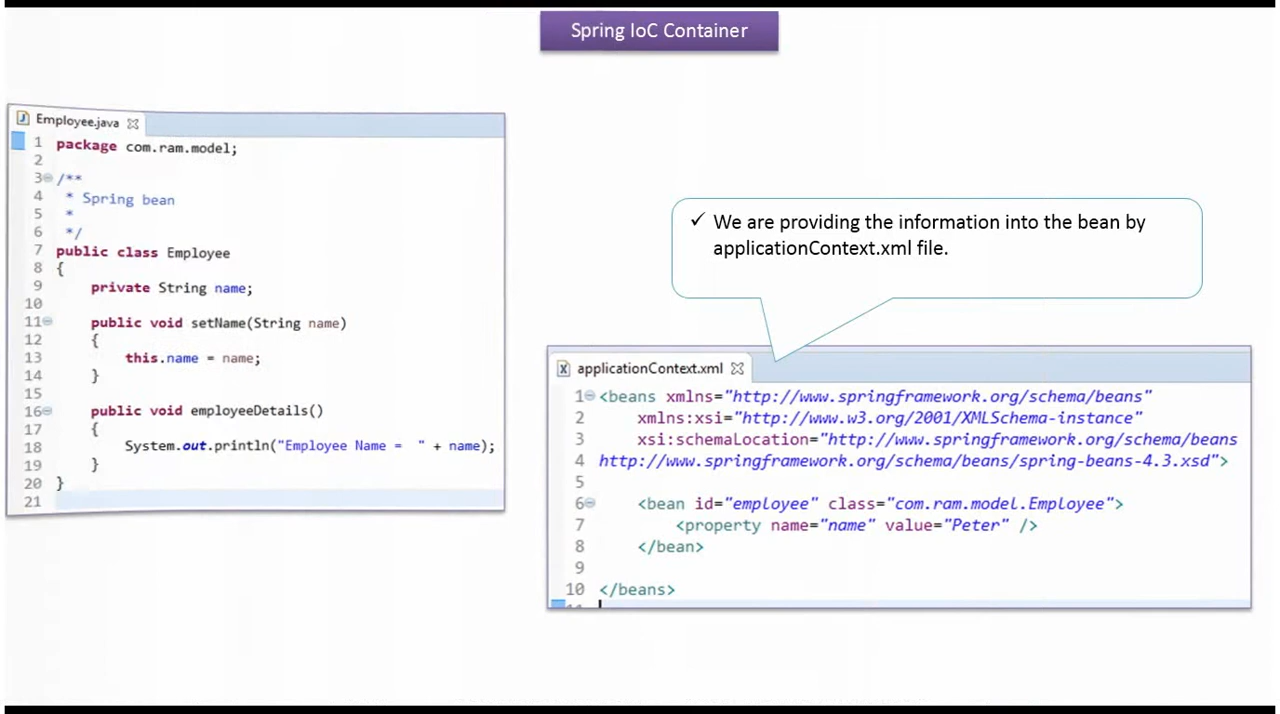 Spring IoC Container
Employee.java
1 package com.ram.model;
2
3 /**
4 * Spring bean
5 *
6 */
7 public class Employee
8 {
9 private String name;
10
11 public void setName(String name)
12 {
13 this.name = name;
14 }
15
16 public void employeeDetails()
17 {
18 System.out.println("Employee Name =  " + name);
19 }
20 }
21
✓ We are providing the information into the bean by
applicationContext.xml file.
applicationContext.xml
1 <beans xmlns="http://www.springframework.org/schema/beans"
2 xmlns:xsi="http://www.w3.org/2001/XMLSchema-instance"
3 xsi:schemaLocation="http://www.springframework.org/schema/beans
4 http://www.springframework.org/schema/beans/spring-beans-4.3.xsd">
5
6 <bean id="employee" class="com.ram.model.Employee">
7 <property name="name" value="Peter" />
8 </bean>
9
10 </beans>